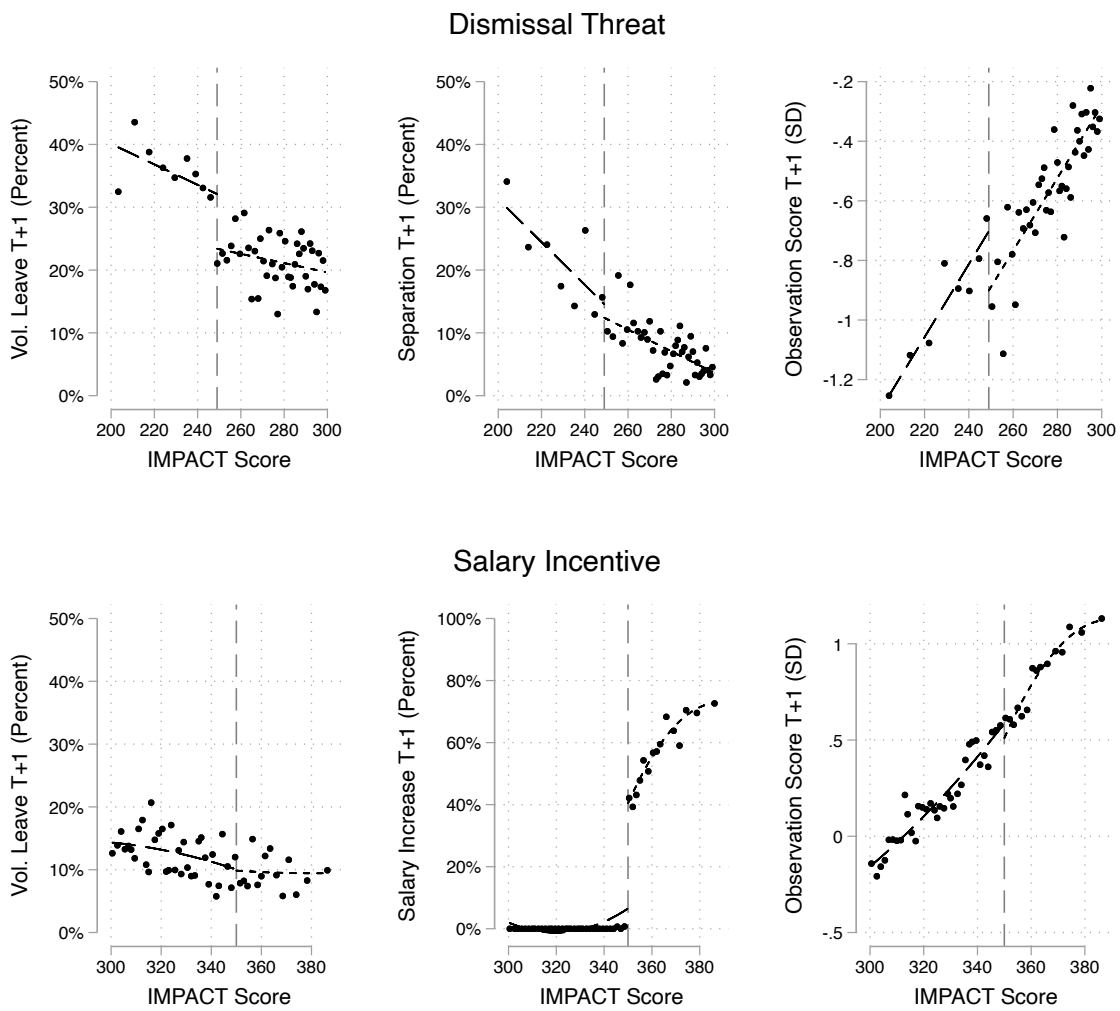 Dismissal Threat
Vol. Leave T+1 (Percent)
50%
40%
30%
20%
10%
0%
200 220 240 260 280 300
IMPACT Score
Separation T+1 (Percent)
50%
40%
30%
20%
10%
0%
200 220 240 260 280 300
IMPACT Score
Observation Score T+1 (SD)
-.2
-.4
-.6
-.8
-1
-1.2
200 220 240 260 280 300
IMPACT Score
Salary Incentive
Vol. Leave T+1 (Percent)
50%
40%
30%
20%
10%
0%
300 320 340 360 380
IMPACT Score
Salary Increase T+1 (Percent)
100%
80%
60%
40%
20%
0%
300 320 340 360 380
IMPACT Score
Observation Score T+1 (SD)
1
.5
0
-.5
300 320 340 360 380
IMPACT Score